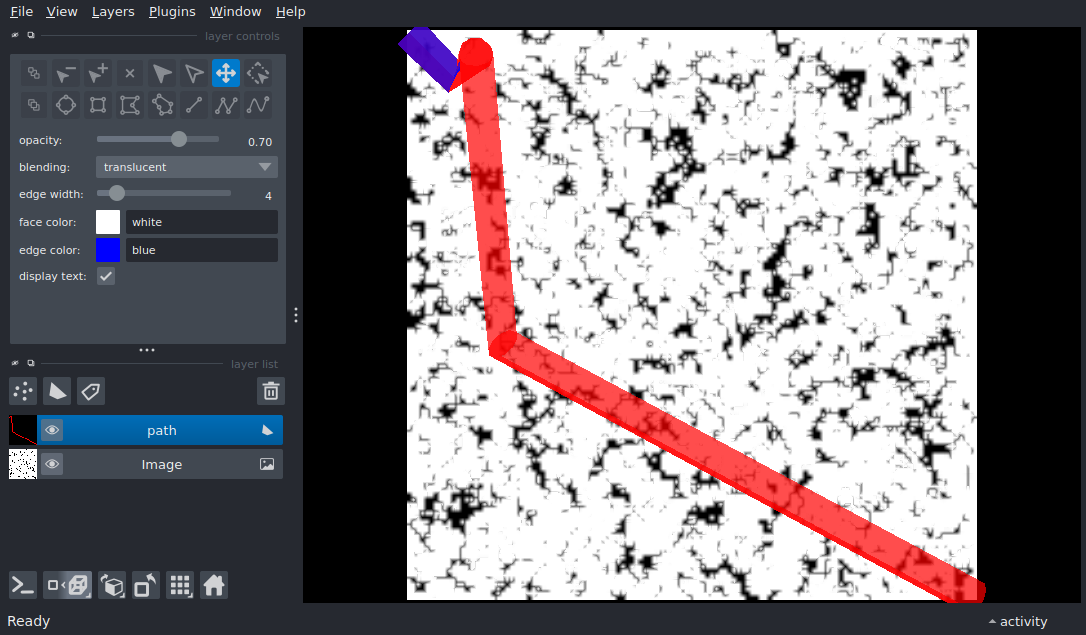 File View Layers Plugins Window Help
layer controls
opacity: 0.70
blending: translucent
edge width: 4
face color: white
edge color: blue
display text:
layer list
path
Image
Ready activity